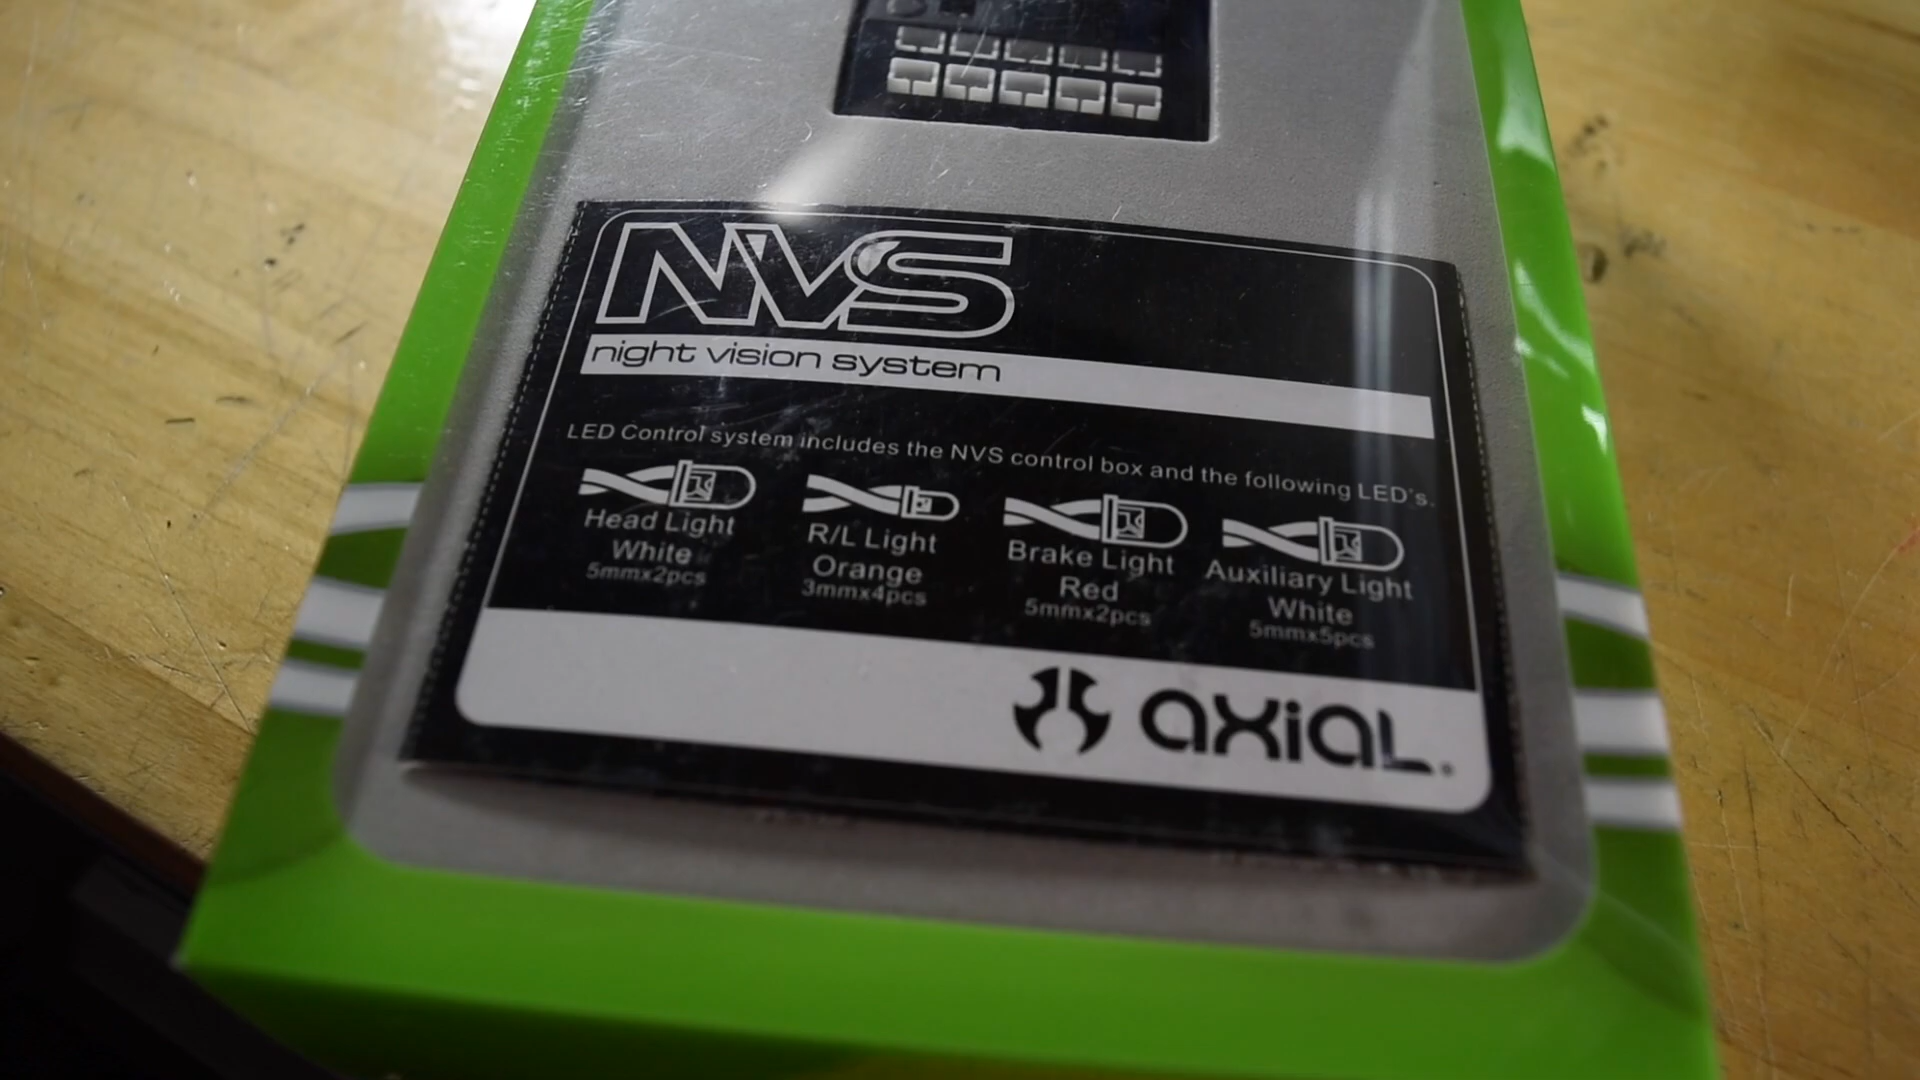 NVS
night vision system
LED Control system includes the NVS control box and the following LED's.
Head Light
White
5mmx2pcs
R/L Light
Orange
3mmx4pcs
Brake Light
Red
5mmx2pcs
Auxiliary Light
White
5mmx5pcs
axial